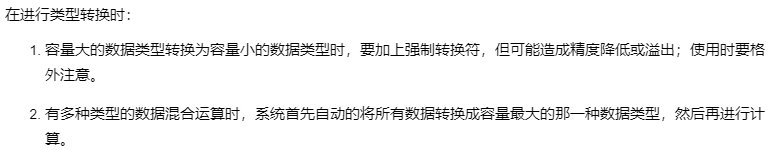 在进行类型转换时：
1. 容量大的数据类型转换为容量小的数据类型时，要加上强制转换符，但可能造成精度降低或溢出；使用时要格
外注意。
2. 有多种类型的数据混合运算时，系统首先自动的将所有数据转换成容量最大的那一种数据类型，然后再进行计
算。